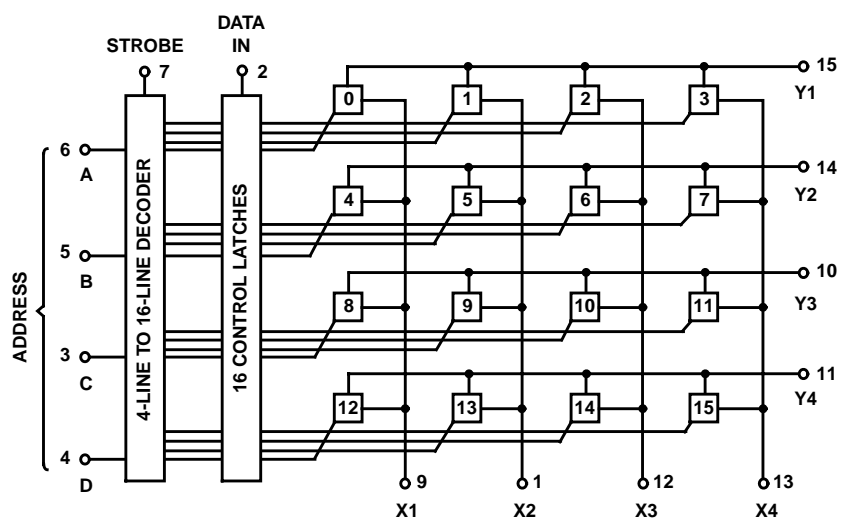 STROBE
7
DATA
IN
2
15
Y1
0
1
2
3
6
A
14
Y2
4
5
6
7
5
B
10
Y3
8
9
10
11
3
C
11
Y4
12
13
14
15
4
D
ADDRESS
4-LINE TO 16-LINE DECODER
16 CONTROL LATCHES
9
1
12
13
X1
X2
X3
X4